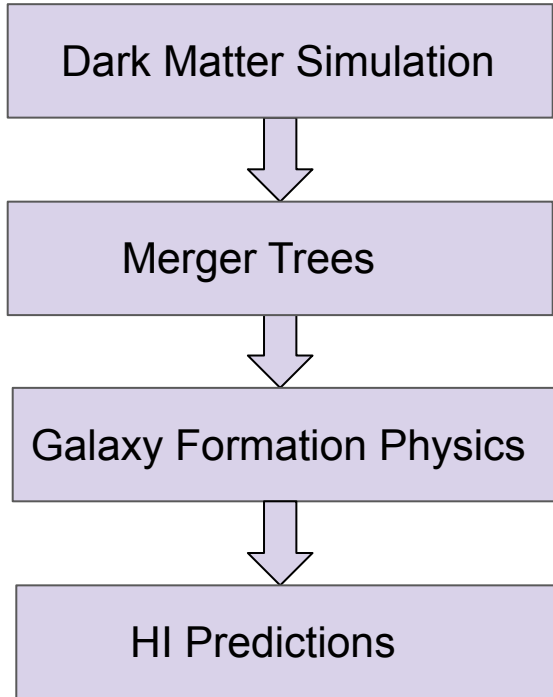 Dark Matter Simulation
Merger Trees
Galaxy Formation Physics
HI Predictions